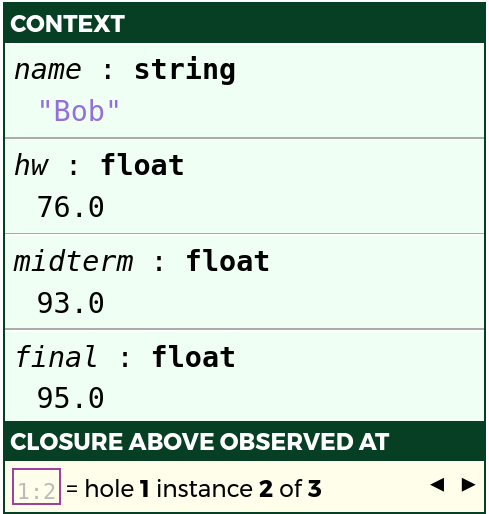 CONTEXT
name : string
"Bob"
hw : float
76.0
midterm : float
93.0
final : float
95.0
CLOSURE ABOVE OBSERVED AT
1:2 = hole 1 instance 2 of 3 ◀ ▶